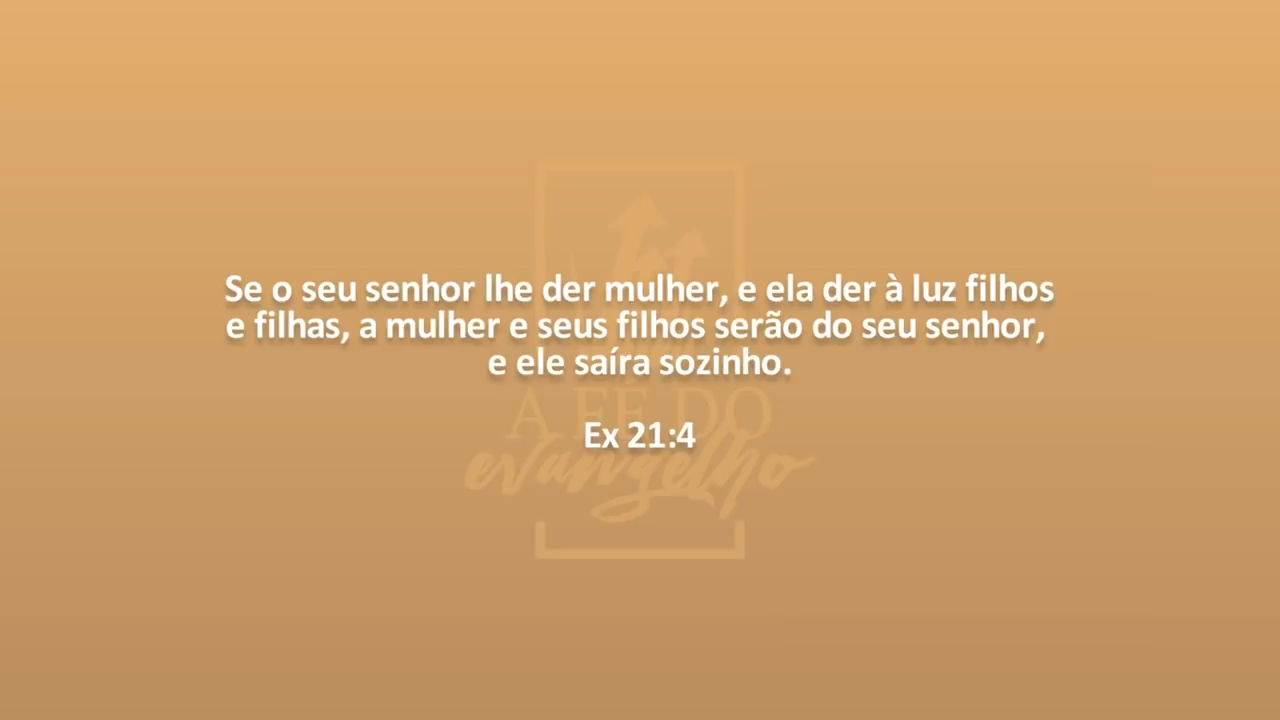 Se o seu senhor lhe der mulher, e ela der à luz filhos
e filhas, a mulher e seus filhos serão do seu senhor,
e ele saíra sozinho.
A FÉ DO
Ex 21:4
evangelho